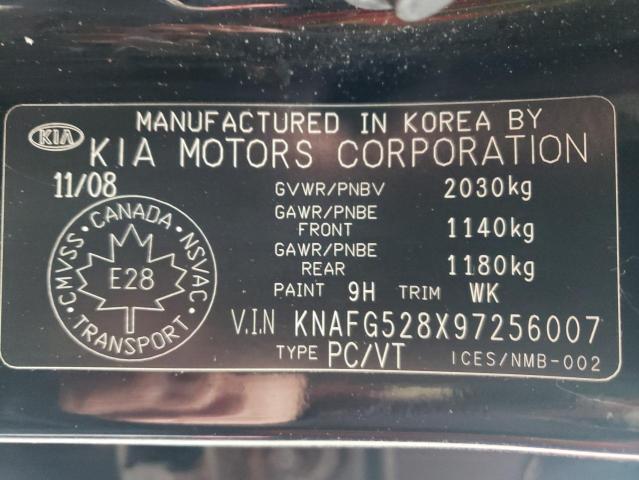 MANUFACTURED IN KOREA BY
KIA
KIA MOTORS CORPORATION
11/08
GVWR/PNBV 2030kg
GAWR/PNBE FRONT 1140kg
GAWR/PNBE REAR 1180kg
PAINT 9H TRIM WK
V.I.N KNAFG528X97256007
TYPE PC/VT ICES/NMB-002
CMVSS · CANADA · NSVAC
E28
TRANSPORT